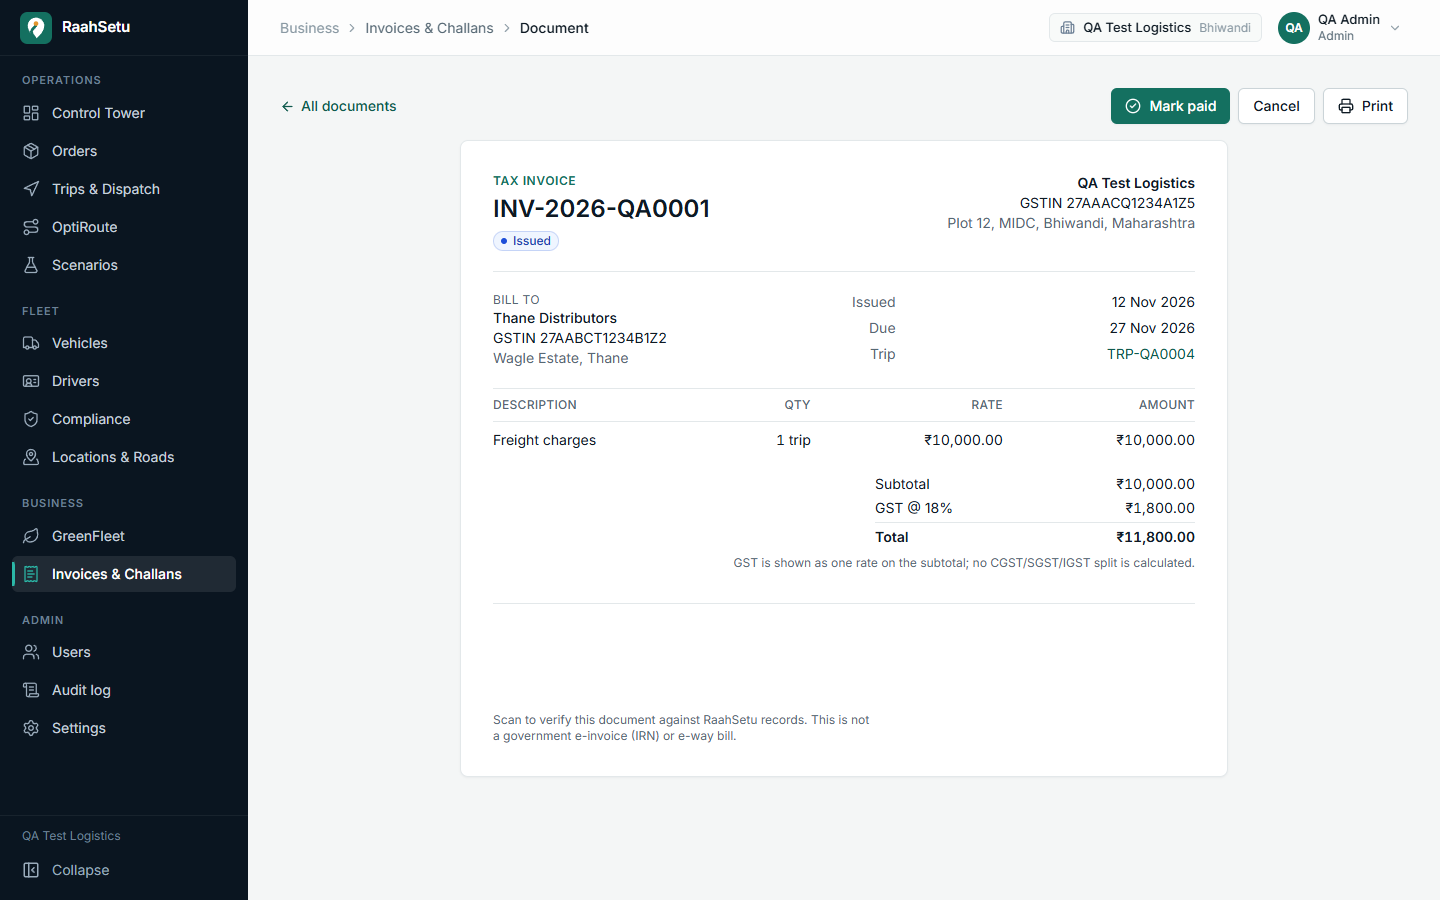 RaahSetu
Business > Invoices & Challans > Document
QA Test Logistics Bhiwandi
QA
QA Admin
Admin
OPERATIONS
Control Tower
Orders
Trips & Dispatch
OptiRoute
Scenarios
FLEET
Vehicles
Drivers
Compliance
Locations & Roads
BUSINESS
GreenFleet
Invoices & Challans
ADMIN
Users
Audit log
Settings
QA Test Logistics
Collapse
← All documents
Mark paid
Cancel
Print
TAX INVOICE
INV-2026-QA0001
Issued
QA Test Logistics
GSTIN 27AAACQ1234A1Z5
Plot 12, MIDC, Bhiwandi, Maharashtra
BILL TO
Thane Distributors
GSTIN 27AABCT1234B1Z2
Wagle Estate, Thane
Issued 12 Nov 2026
Due 27 Nov 2026
Trip TRP-QA0004
DESCRIPTION QTY RATE AMOUNT
Freight charges 1 trip ₹10,000.00 ₹10,000.00
Subtotal ₹10,000.00
GST @ 18% ₹1,800.00
Total ₹11,800.00
GST is shown as one rate on the subtotal; no CGST/SGST/IGST split is calculated.
Scan to verify this document against RaahSetu records. This is not
a government e-invoice (IRN) or e-way bill.